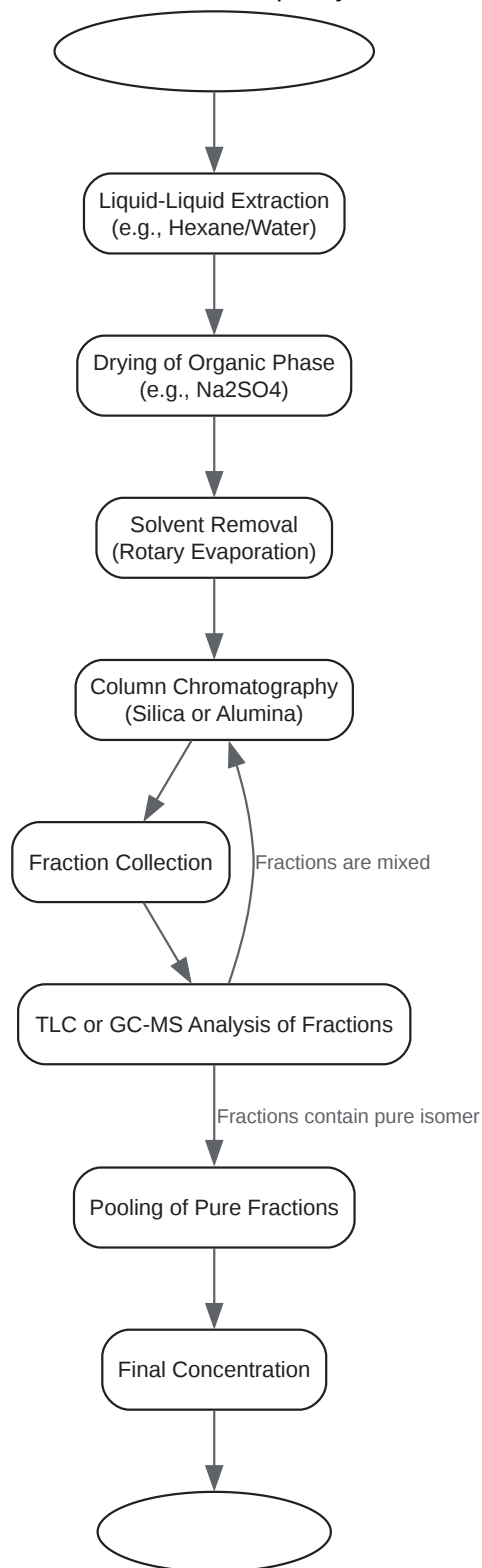 Liquid-Liquid Extraction
(e.g., Hexane/Water)
Drying of Organic Phase
(e.g., Na2SO4)
Solvent Removal
(Rotary Evaporation)
Column Chromatography
(Silica or Alumina)
Fraction Collection
Fractions are mixed
TLC or GC-MS Analysis of Fractions
Fractions contain pure isomer
Pooling of Pure Fractions
Final Concentration